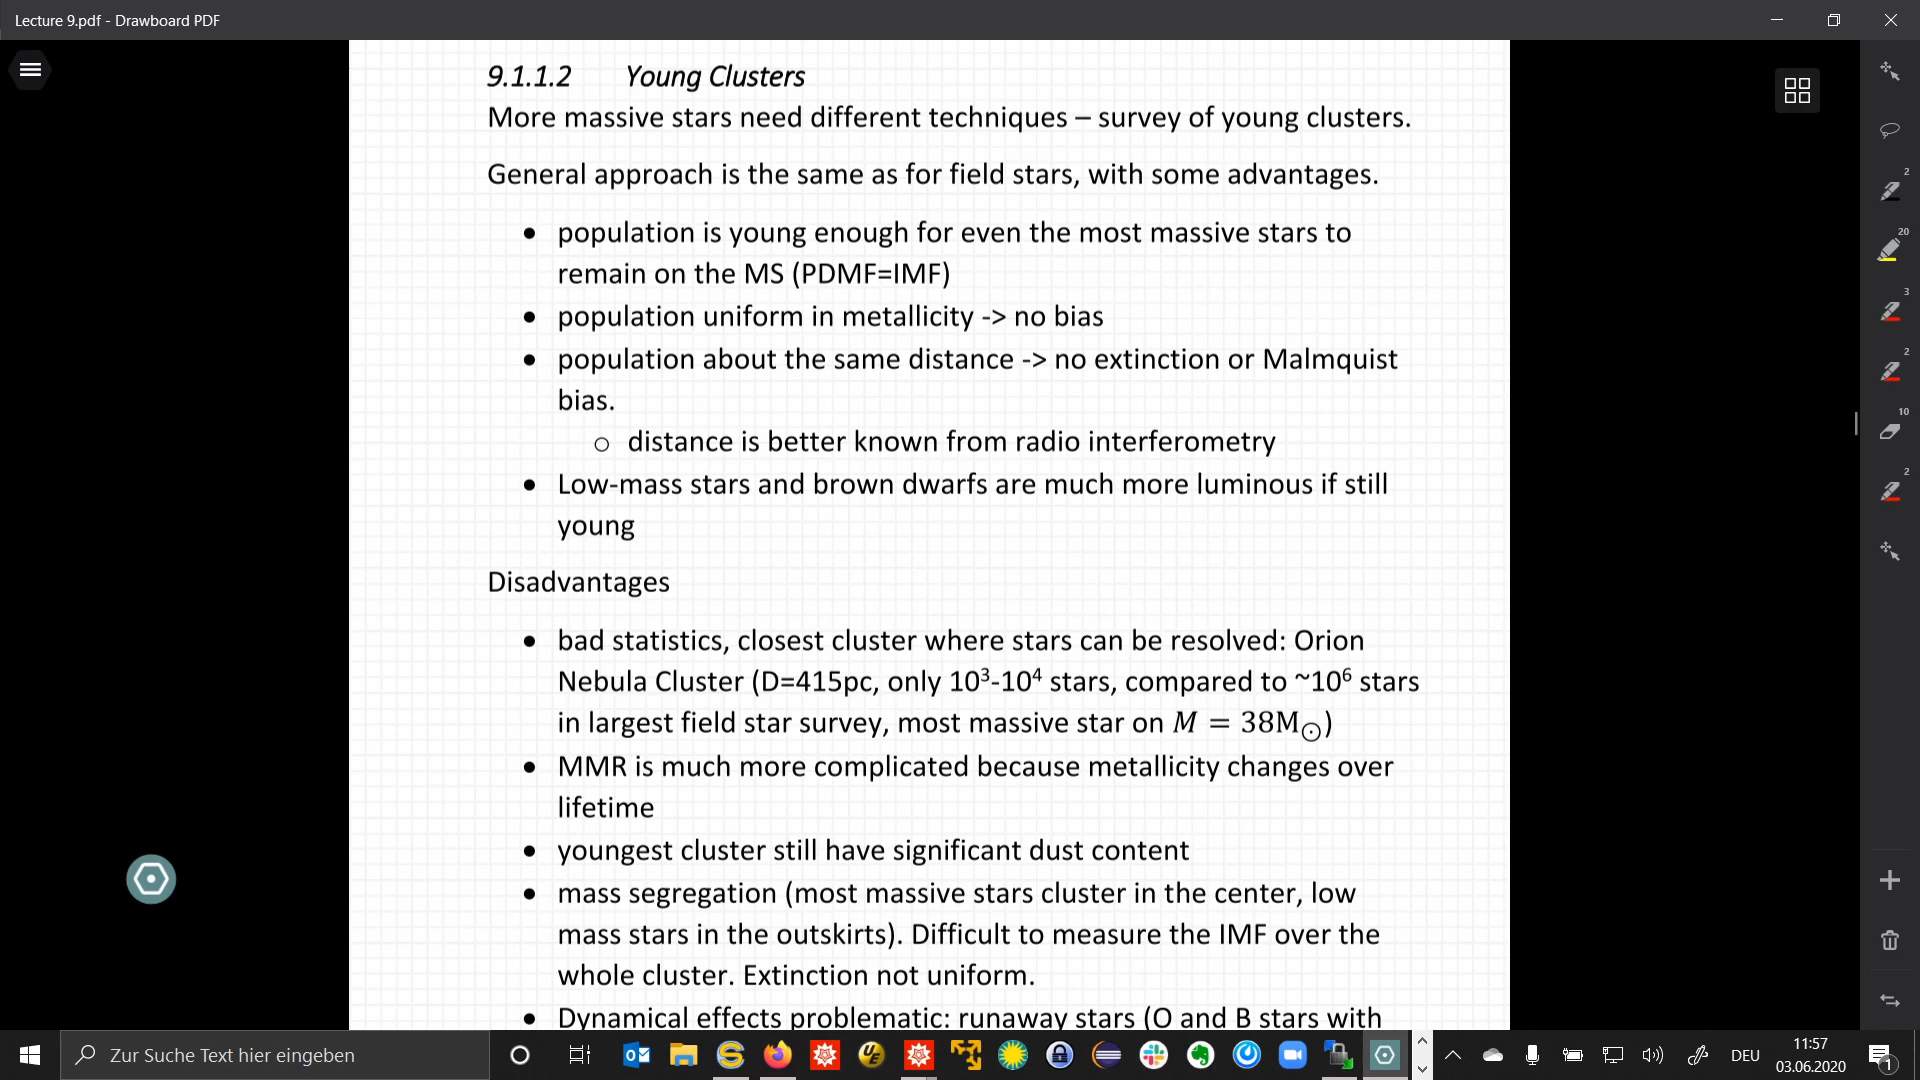 Lecture 9.pdf - Drawboard PDF
9.1.1.2 Young Clusters
More massive stars need different techniques – survey of young clusters.
General approach is the same as for field stars, with some advantages.
• population is young enough for even the most massive stars to
remain on the MS (PDMF=IMF)
• population uniform in metallicity -> no bias
• population about the same distance -> no extinction or Malmquist
bias.
o distance is better known from radio interferometry
• Low-mass stars and brown dwarfs are much more luminous if still
young
Disadvantages
• bad statistics, closest cluster where stars can be resolved: Orion
Nebula Cluster (D=415pc, only 10³-10⁴ stars, compared to ~10⁶ stars
in largest field star survey, most massive star on M = 38M☉)
• MMR is much more complicated because metallicity changes over
lifetime
• youngest cluster still have significant dust content
• mass segregation (most massive stars cluster in the center, low
mass stars in the outskirts). Difficult to measure the IMF over the
whole cluster. Extinction not uniform.
• Dynamical effects problematic: runaway stars (O and B stars with
2
20
3
2
10
2
Zur Suche Text hier eingeben
DEU
11:57
03.06.2020
1